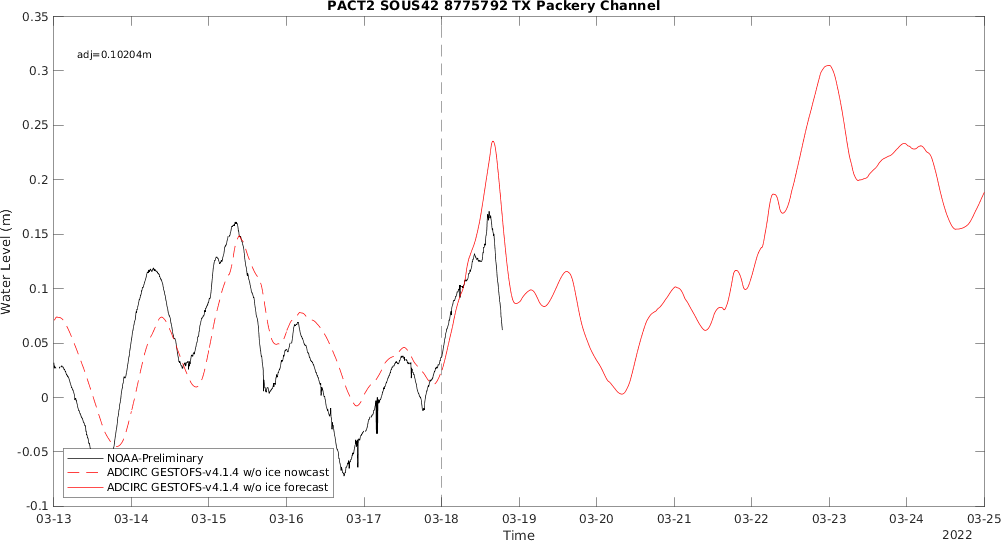 PACT2 SOUS42 8775792 TX Packery Channel
adj=0.10204m
0.35
0.3
0.25
0.2
0.15
0.1
0.05
0
-0.05
-0.1
Water Level (m)
NOAA-Preliminary
ADCIRC GESTOFS-v4.1.4 w/o ice nowcast
ADCIRC GESTOFS-v4.1.4 w/o ice forecast
03-13 03-14 03-15 03-16 03-17 03-18 03-19 03-20 03-21 03-22 03-23 03-24 03-25
Time
2022